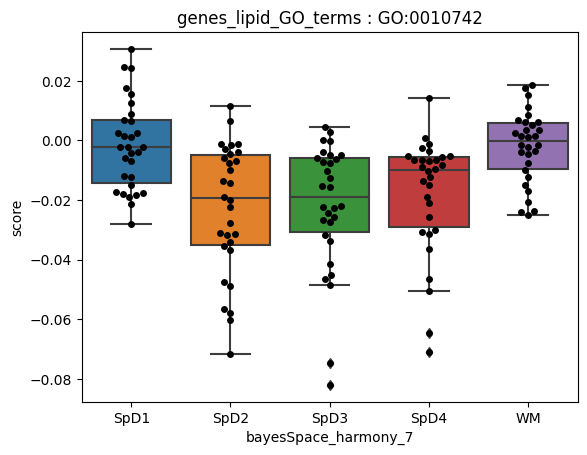 genes_lipid_GO_terms : GO:0010742
score
0.02
0.00
−0.02
−0.04
−0.06
−0.08
SpD1 SpD2 SpD3 SpD4 WM
bayesSpace_harmony_7